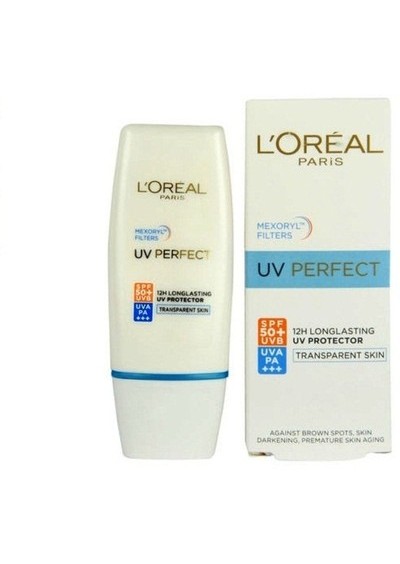 L'ORÉAL
PARIS
MEXORYL™
FILTERS
UV PERFECT
SPF
50+
UVB
UVA
PA
+++
12H LONGLASTING
UV PROTECTOR
TRANSPARENT SKIN
L'ORÉAL
PARIS
MEXORYL™
FILTERS
UV PERFECT
SPF
50+
UVB
UVA
PA
+++
12H LONGLASTING
UV PROTECTOR
TRANSPARENT SKIN
AGAINST BROWN SPOTS, SKIN
DARKENING, PREMATURE SKIN AGING